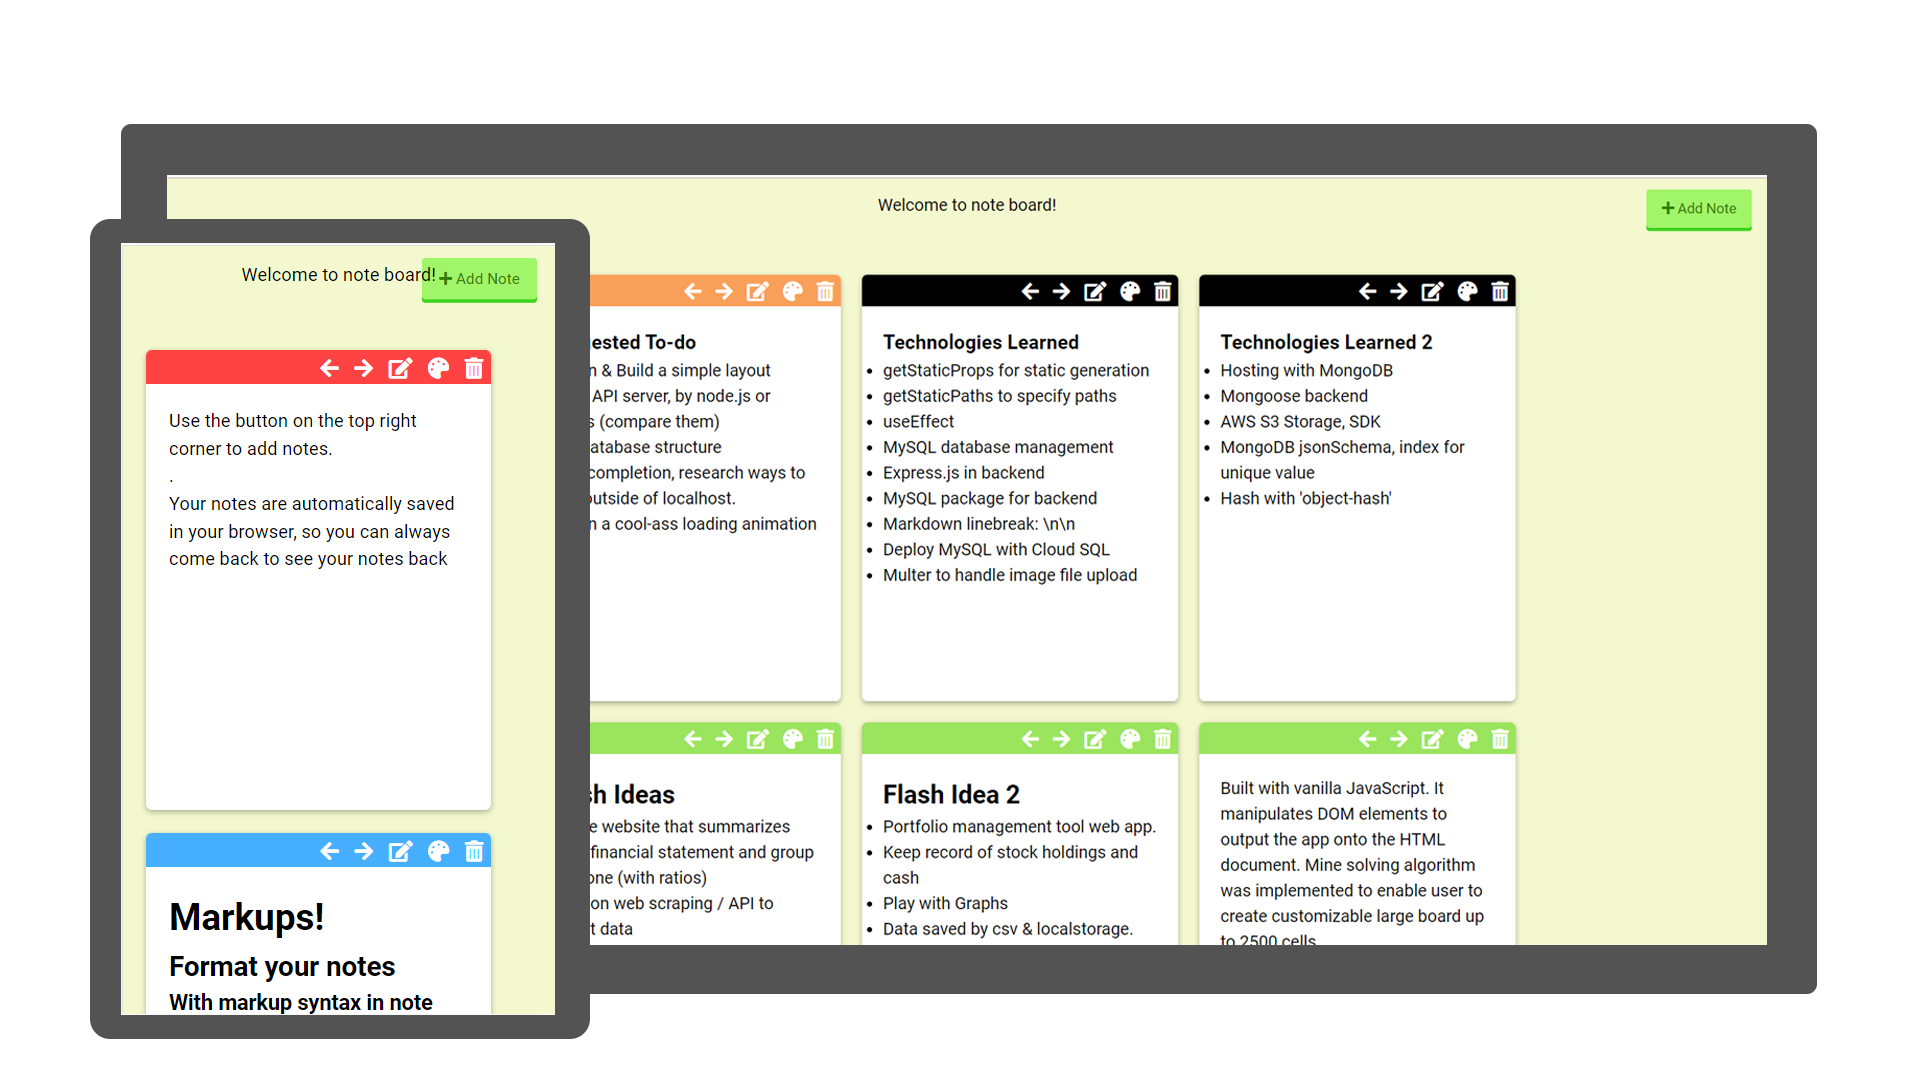 Welcome to note board!
Add Note
Welcome to note board!
Add Note
Use the button on the top right
corner to add notes.
.
Your notes are automatically saved
in your browser, so you can always
come back to see your notes back
Markups!
Format your notes
With markup syntax in note
To-do
& Build a simple layout
API server, by node.js or
(compare them)
structure
completion, research ways to
of localhost.
a cool-ass loading animation
Technologies Learned
getStaticProps for static generation
getStaticPaths to specify paths
useEffect
MySQL database management
Express.js in backend
MySQL package for backend
Markdown linebreak: \n\n
Deploy MySQL with Cloud SQL
Multer to handle image file upload
Technologies Learned 2
Hosting with MongoDB
Mongoose backend
AWS S3 Storage, SDK
MongoDB jsonSchema, index for
unique value
Hash with 'object-hash'
Ideas
website that summarizes
financial statement and group
(with ratios)
on web scraping / API to
data
Flash Idea 2
Portfolio management tool web app.
Keep record of stock holdings and
cash
Play with Graphs
Data saved by csv & localstorage.
Built with vanilla JavaScript. It
manipulates DOM elements to
output the app onto the HTML
document. Mine solving algorithm
was implemented to enable user to
create customizable large board up
to 2500 cells